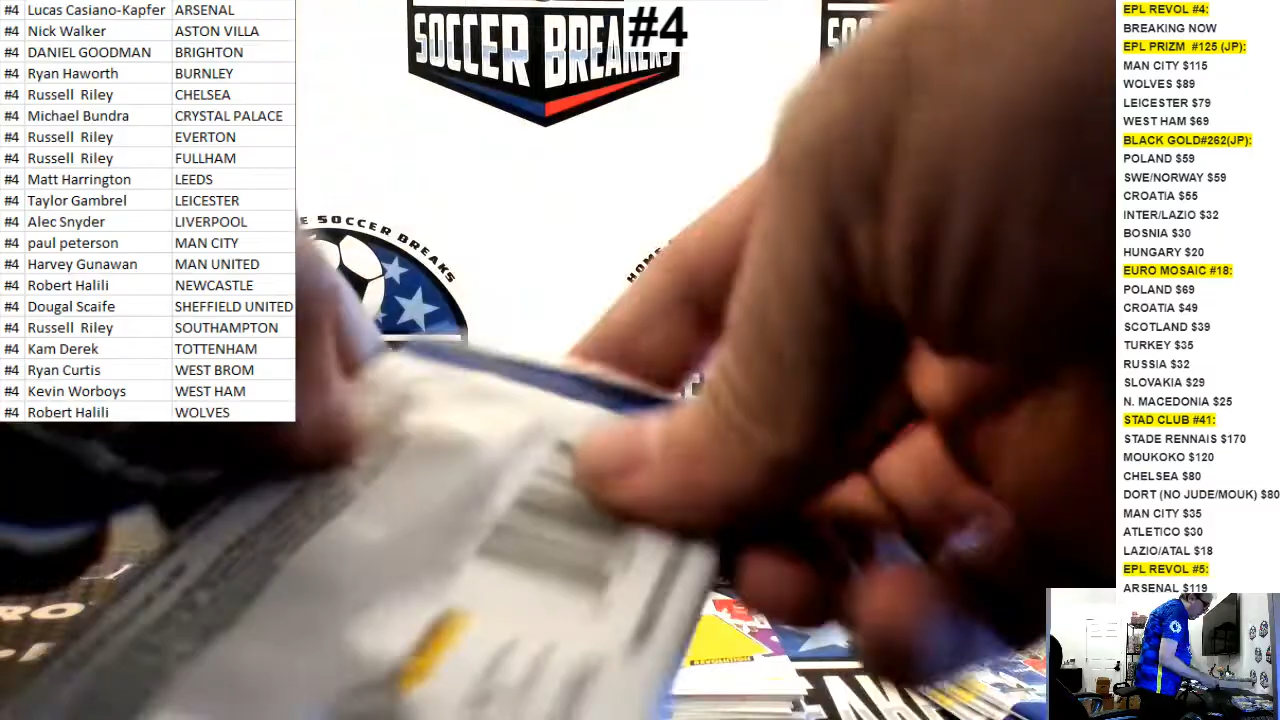 #4 Lucas Casiano-Kapfer ARSENAL
#4 Nick Walker ASTON VILLA
#4 DANIEL GOODMAN BRIGHTON
#4 Ryan Haworth BURNLEY
#4 Russell Riley CHELSEA
#4 Michael Bundra CRYSTAL PALACE
#4 Russell Riley EVERTON
#4 Russell Riley FULLHAM
#4 Matt Harrington LEEDS
#4 Taylor Gambrel LEICESTER
#4 Alec Snyder LIVERPOOL
#4 paul peterson MAN CITY
#4 Harvey Gunawan MAN UNITED
#4 Robert Halili NEWCASTLE
#4 Dougal Scaife SHEFFIELD UNITED
#4 Russell Riley SOUTHAMPTON
#4 Kam Derek TOTTENHAM
#4 Ryan Curtis WEST BROM
#4 Kevin Worboys WEST HAM
#4 Robert Halili WOLVES
#4
SOCCER BREAKERS
SOCCER BREAKS
HOM
REVOLUTION
EPL REVOL #4:
BREAKING NOW
EPL PRIZM #125 (JP):
MAN CITY $115
WOLVES $89
LEICESTER $79
WEST HAM $69
BLACK GOLD#262(JP):
POLAND $59
SWE/NORWAY $59
CROATIA $55
INTER/LAZIO $32
BOSNIA $30
HUNGARY $20
EURO MOSAIC #18:
POLAND $69
CROATIA $49
SCOTLAND $39
TURKEY $35
RUSSIA $32
SLOVAKIA $29
N. MACEDONIA $25
STAD CLUB #41:
STADE RENNAIS $170
MOUKOKO $120
CHELSEA $80
DORT (NO JUDE/MOUK) $80
MAN CITY $35
ATLETICO $30
LAZIO/ATAL $18
EPL REVOL #5:
ARSENAL $119